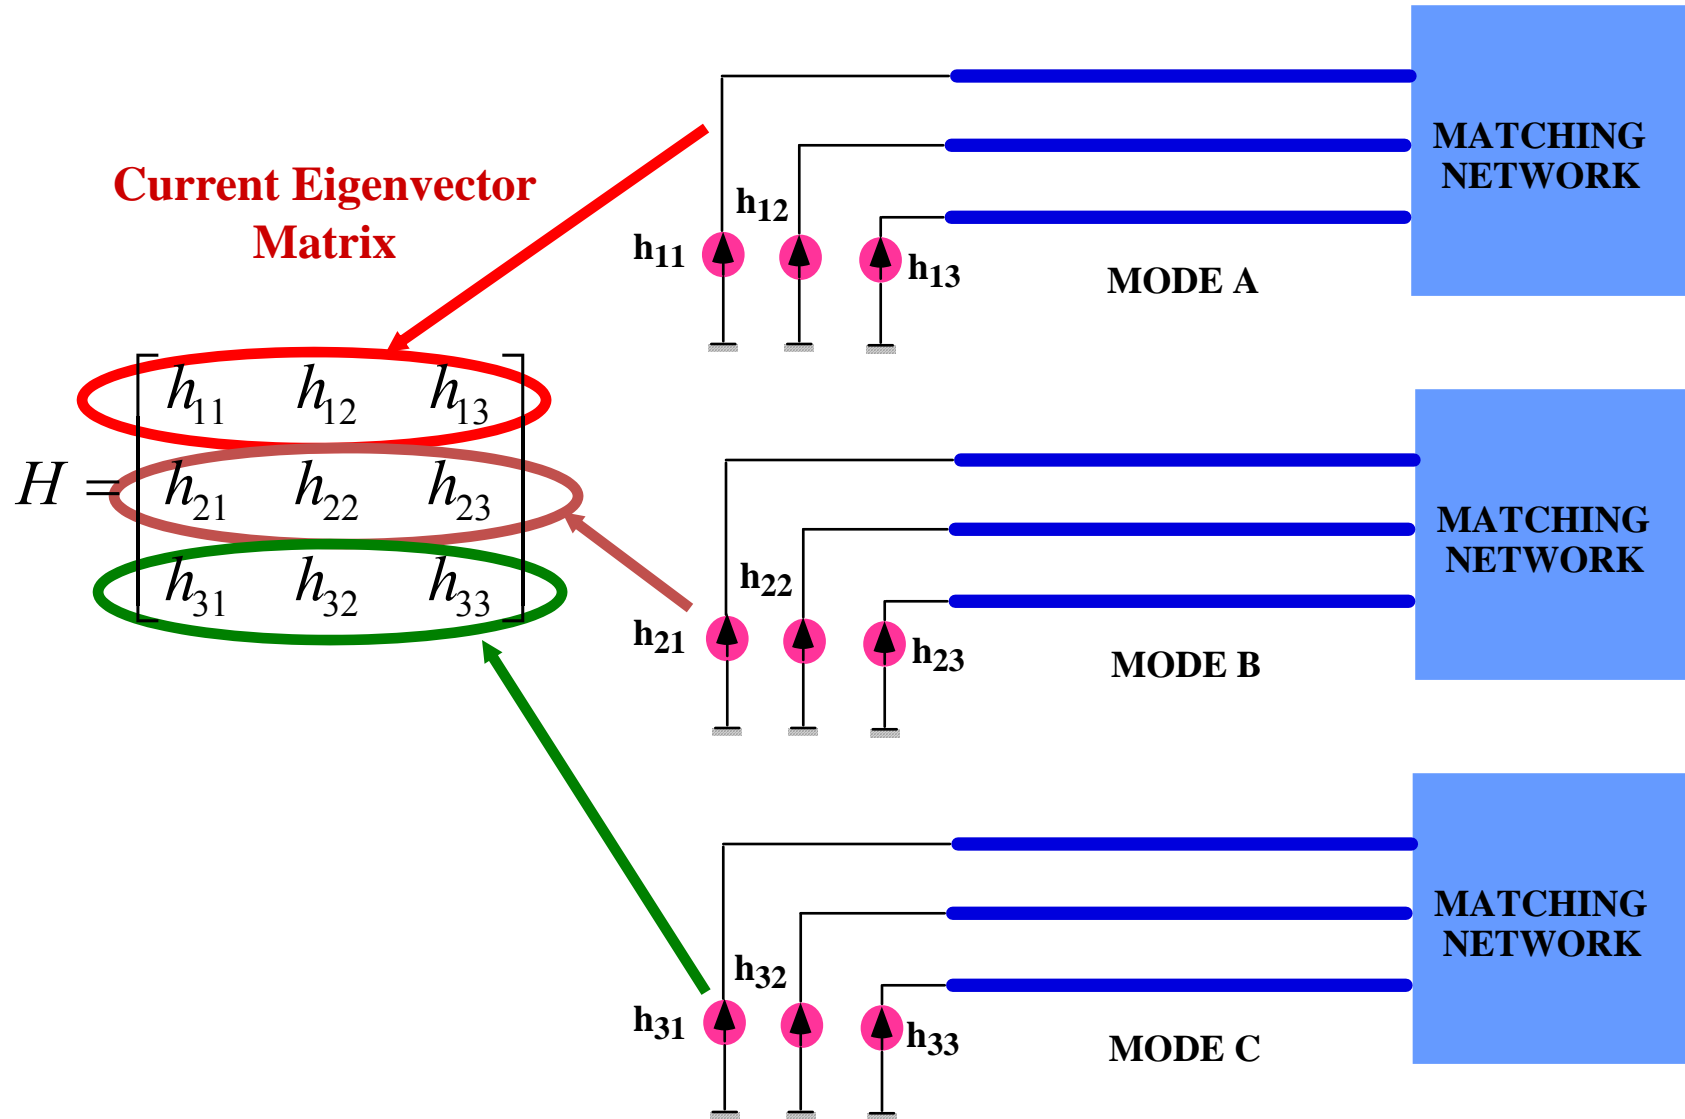 Current Eigenvector
Matrix
H =
h11 h12 h13
h21 h22 h23
h31 h32 h33
h11
h12
h13
MODE A
MATCHING
NETWORK
h21
h22
h23
MODE B
MATCHING
NETWORK
h31
h32
h33
MODE C
MATCHING
NETWORK